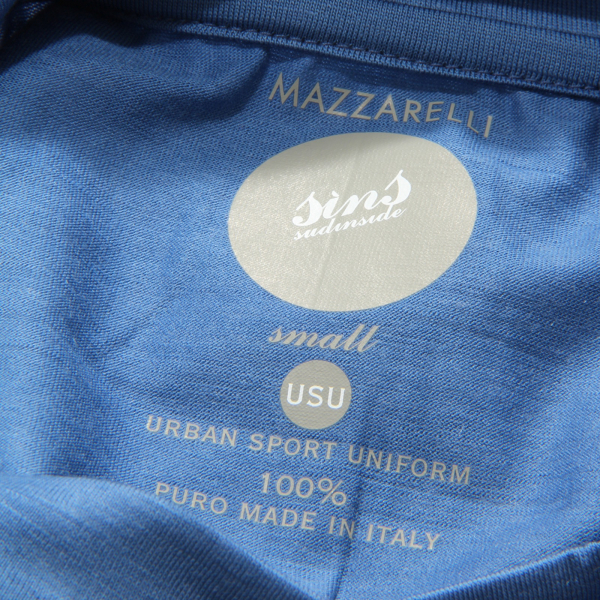 MAZZARELLI
sins
sudinside
small
USU
URBAN SPORT UNIFORM
100%
PURO MADE IN ITALY